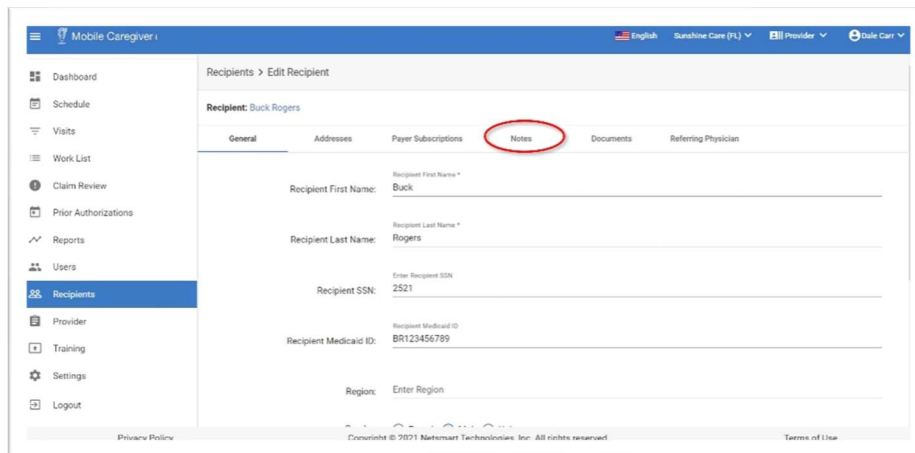 Mobile Caregiver+
English Sunshine Care (FL) Provider Dale Carr
Dashboard
Schedule
Visits
Work List
Claim Review
Prior Authorizations
Reports
Users
Recipients
Provider
Training
Settings
Logout
Recipients > Edit Recipient
Recipient: Buck Rogers
General Addresses Payer Subscriptions Notes Documents Referring Physician
Recipient First Name *
Recipient First Name: Buck
Recipient Last Name *
Recipient Last Name: Rogers
Enter Recipient SSN
Recipient SSN: 2521
Recipient Medicaid ID
Recipient Medicaid ID: BR123456789
Region: Enter Region
Privacy Policy Copyright © 2021 Netsmart Technologies, Inc. All rights reserved. Terms of Use